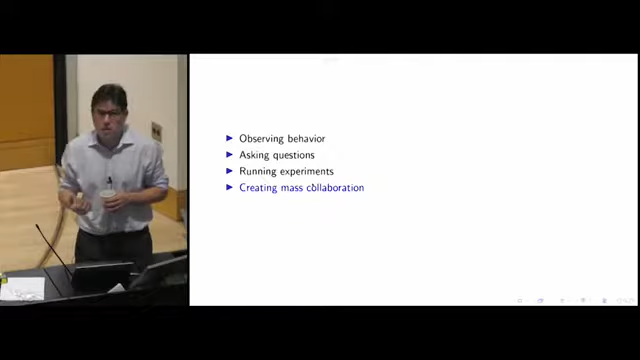 Observing behavior
Asking questions
Running experiments
Creating mass collaboration